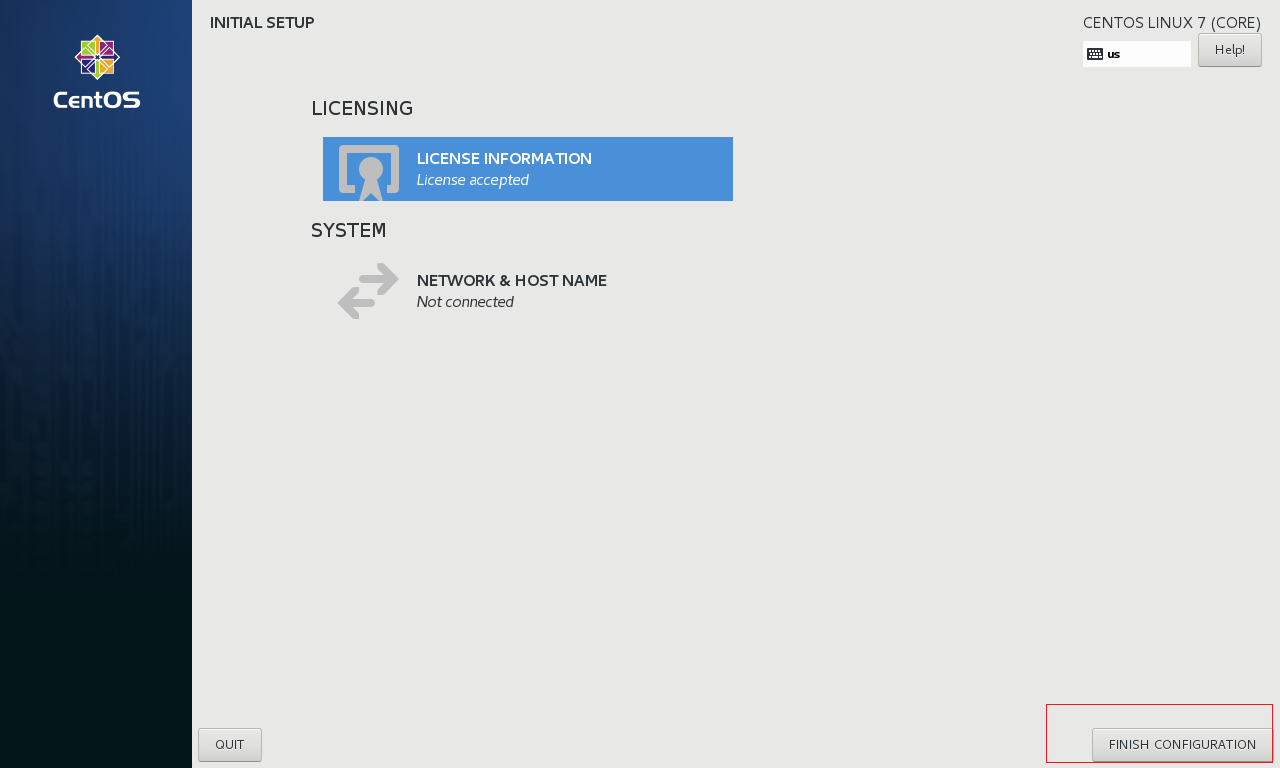 INITIAL SETUP
CENTOS LINUX 7 (CORE)
us
Help!
CentOS
LICENSING
LICENSE INFORMATION
License accepted
SYSTEM
NETWORK & HOST NAME
Not connected
QUIT
FINISH CONFIGURATION